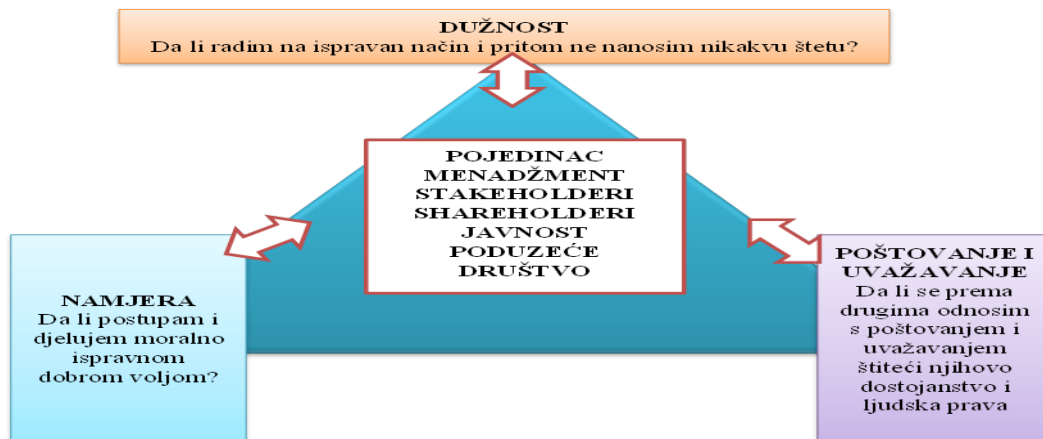 DUŽNOST
Da li radim na ispravan način i pritom ne nanosim nikakvu štetu?
POJEDINAC
MENADŽMENT
STAKEHOLDERI
SHAREHOLDERI
JAVNOST
PODUZEĆE
DRUŠTVO
NAMJERA
Da li postupam i
djelujem moralno
ispravnom
dobrom voljom?
POŠTOVANJE I
UVAŽAVANJE
Da li se prema
drugima odnosim
s poštovanjem i
uvažavanjem
štiteći njihovo
dostojanstvo i
ljudska prava